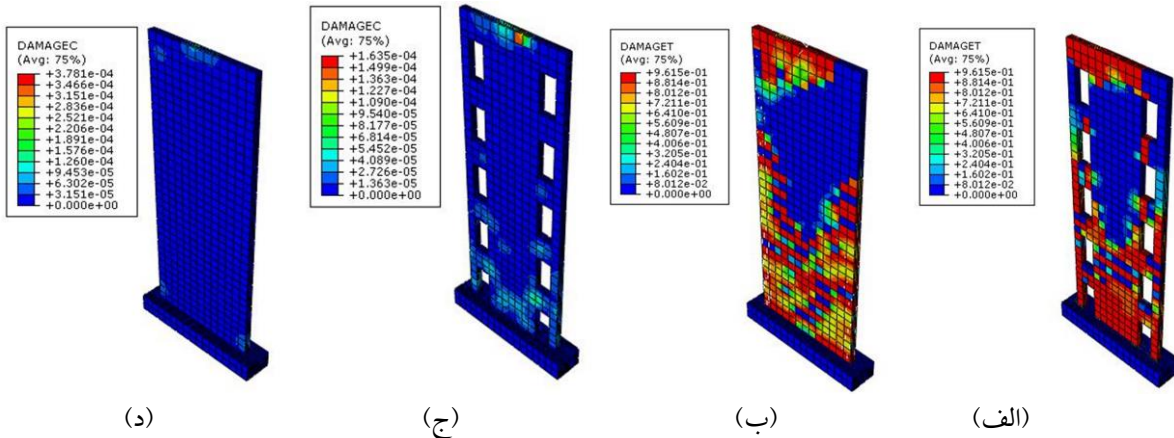 DAMAGEC
(Avg: 75%)
+3.781e-04
+3.466e-04
+3.151e-04
+2.836e-04
+2.521e-04
+2.206e-04
+1.891e-04
+1.576e-04
+1.260e-04
+9.453e-05
+6.302e-05
+3.151e-05
+0.000e+00
DAMAGEC
(Avg: 75%)
+1.635e-04
+1.499e-04
+1.363e-04
+1.227e-04
+1.090e-04
+9.540e-05
+8.177e-05
+6.814e-05
+5.452e-05
+4.089e-05
+2.726e-05
+1.363e-05
+0.000e+00
DAMAGET
(Avg: 75%)
+9.615e-01
+8.814e-01
+8.012e-01
+7.211e-01
+6.410e-01
+5.609e-01
+4.807e-01
+4.006e-01
+3.205e-01
+2.404e-01
+1.602e-01
+8.012e-02
+0.000e+00
DAMAGET
(Avg: 75%)
+9.615e-01
+8.814e-01
+8.012e-01
+7.211e-01
+6.410e-01
+5.609e-01
+4.807e-01
+4.006e-01
+3.205e-01
+2.404e-01
+1.602e-01
+8.012e-02
+0.000e+00
(الف) (ب) (ج) (د)